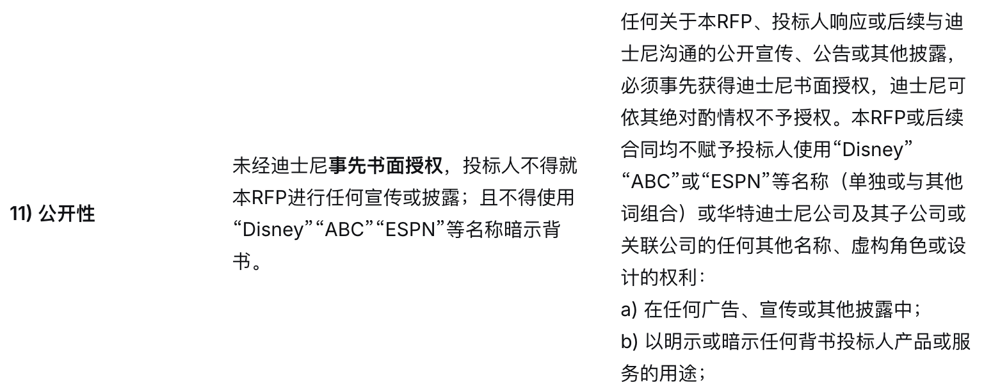 11) 公开性
未经迪士尼事先书面授权，投标人不得就
本RFP进行任何宣传或披露；且不得使用
“Disney”“ABC”“ESPN”等名称暗示背
书。
任何关于本RFP、投标人响应或后续与迪
士尼沟通的公开宣传、公告或其他披露，
必须事先获得迪士尼书面授权，迪士尼可
依其绝对酌情权不予授权。本RFP或后续
合同均不赋予投标人使用“Disney”
“ABC”或“ESPN”等名称（单独或与其他
词组合）或华特迪士尼公司及其子公司或
关联公司的任何其他名称、虚构角色或设
计的权利：
a) 在任何广告、宣传或其他披露中；
b) 以明示或暗示任何背书投标人产品或服
务的用途；